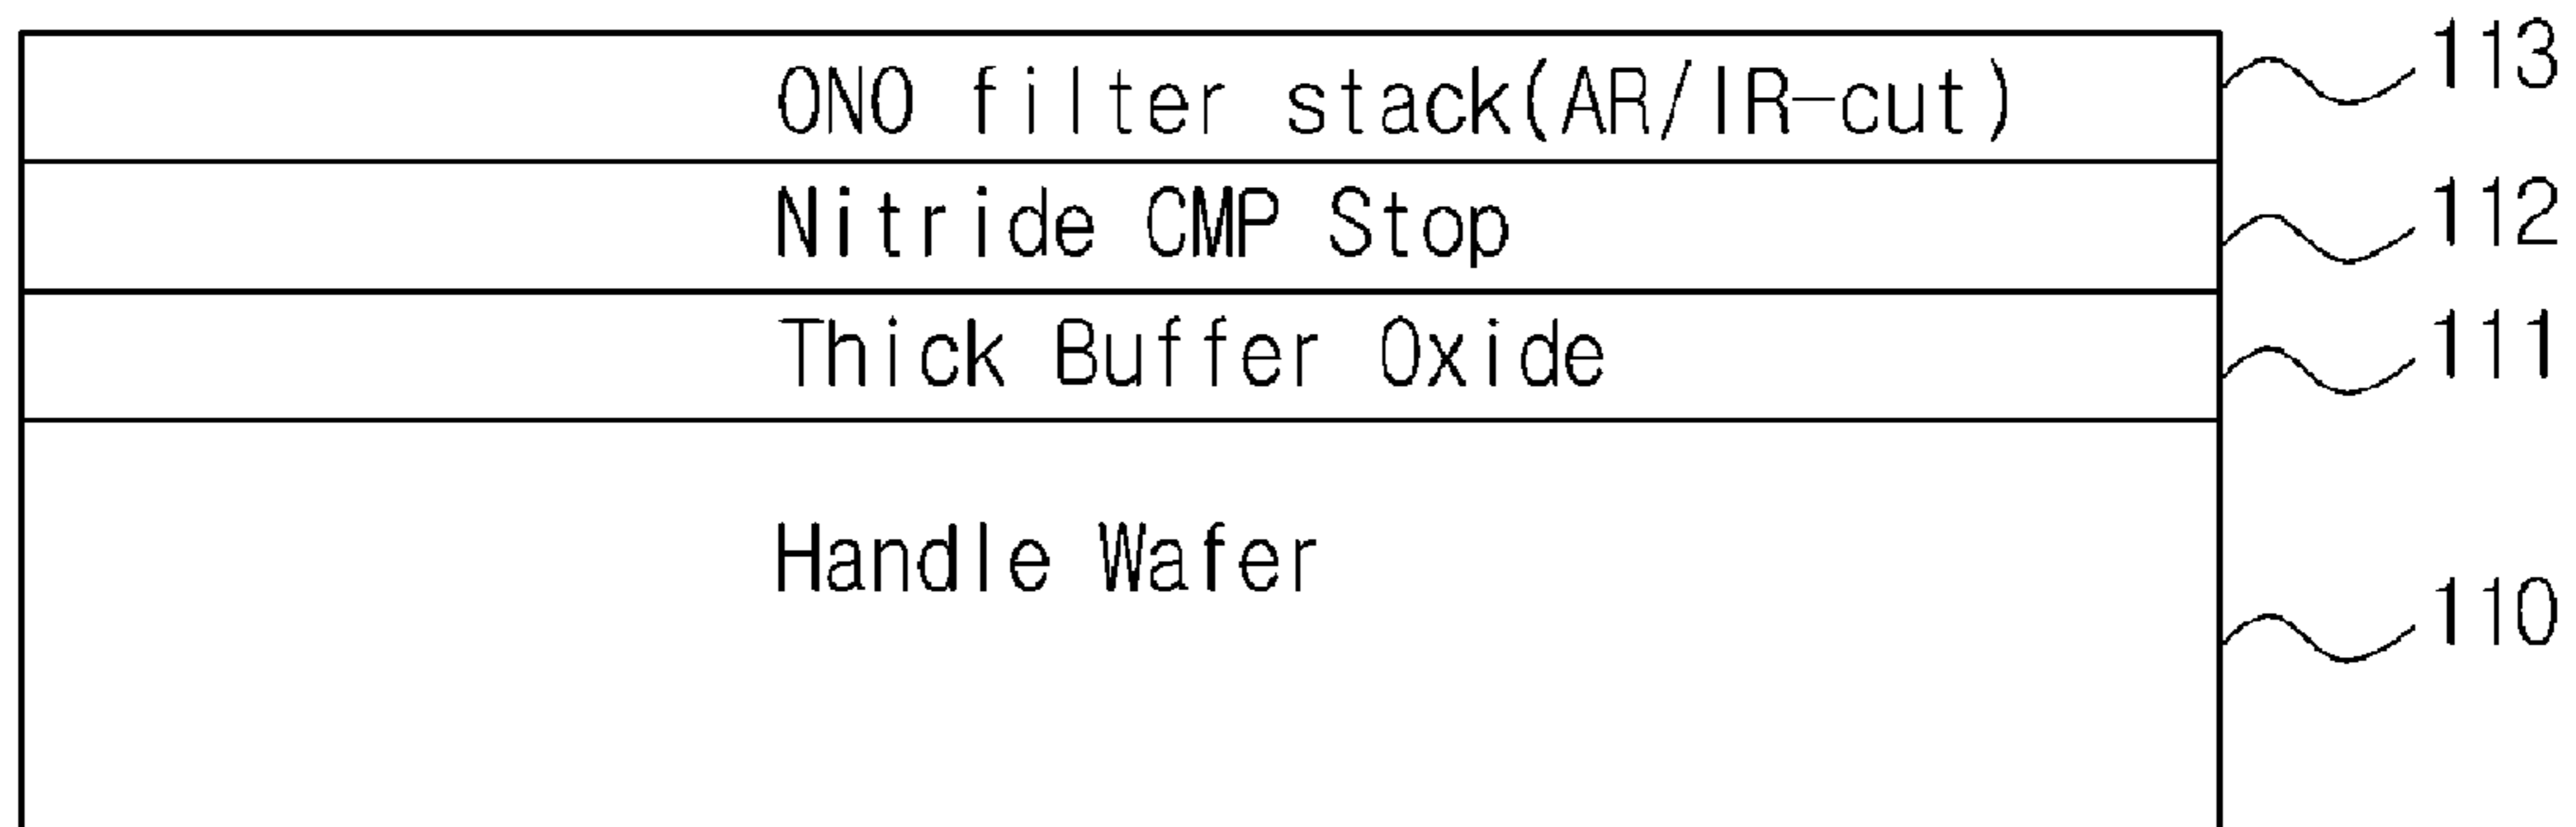 ONO filter stack(AR/IR-cut) 113
Nitride CMP Stop 112
Thick Buffer Oxide 111
Handle Wafer 110